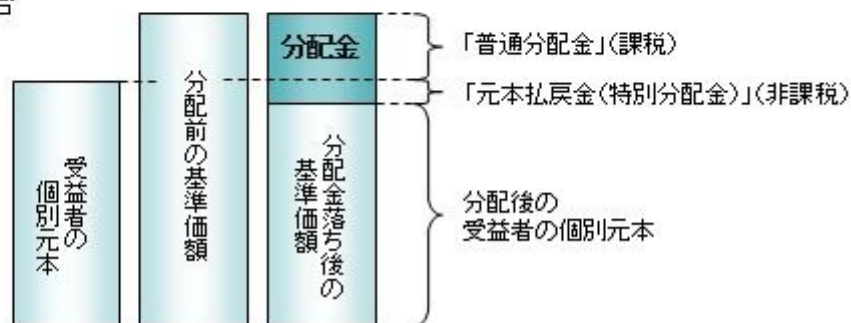 分配金
「普通分配金」(課税)
「元本払戻金(特別分配金)」(非課税)
受益者の
個別元本
分配前の基準価額
分配金落ち後の
基準価額
分配後の
受益者の個別元本